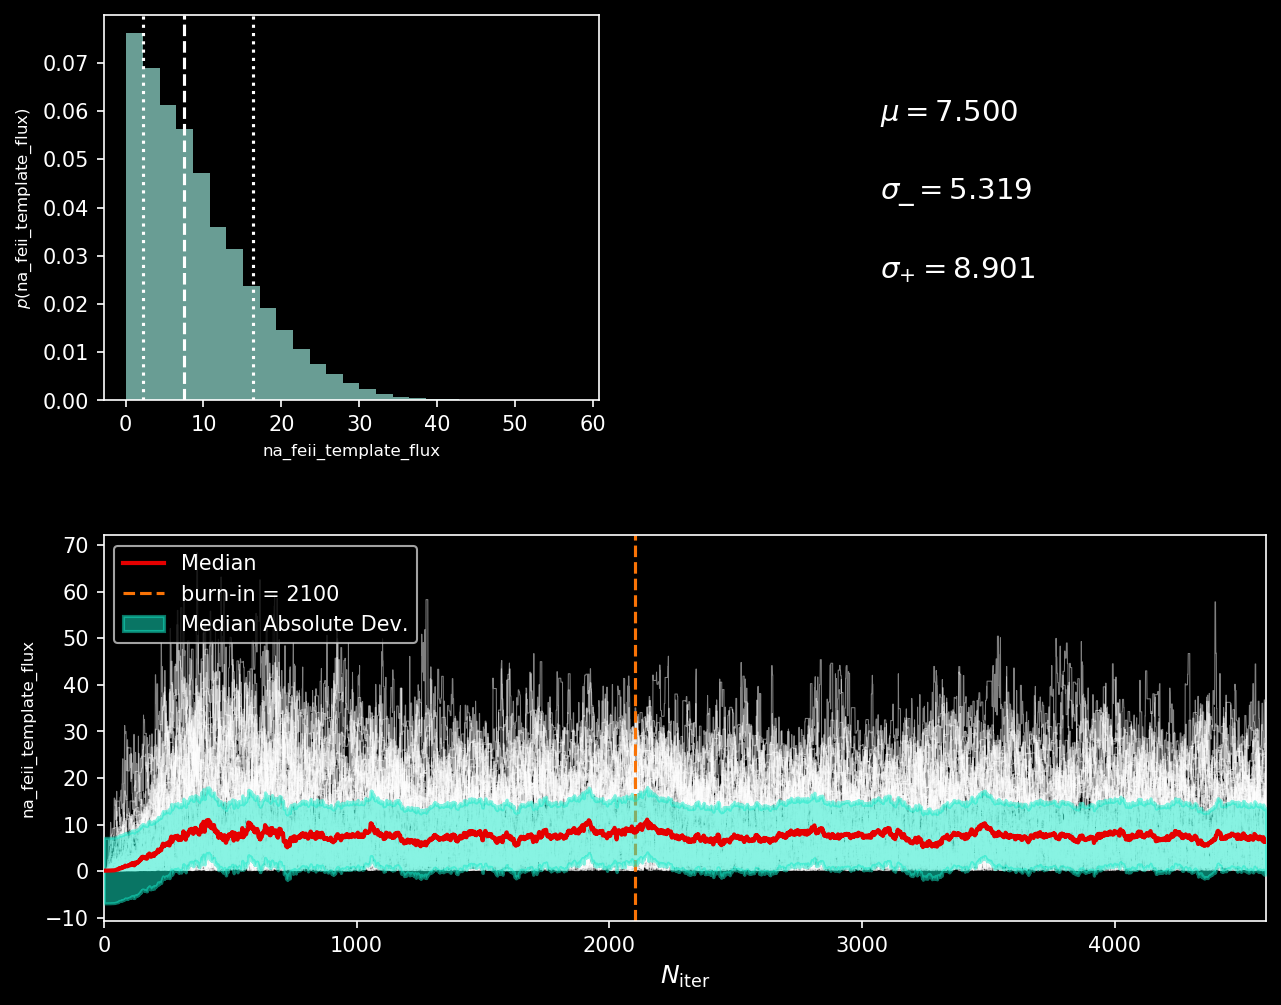 0.07
0.06
0.05
0.04
0.03
0.02
0.01
0.00
p(na_feii_template_flux)
0 10 20 30 40 50 60
na_feii_template_flux
μ = 7.500
σ_ = 5.319
σ+ = 8.901
70
60
50
40
30
20
10
0
−10
na_feii_template_flux
Median
burn-in = 2100
Median Absolute Dev.
0 1000 2000 3000 4000
Niter